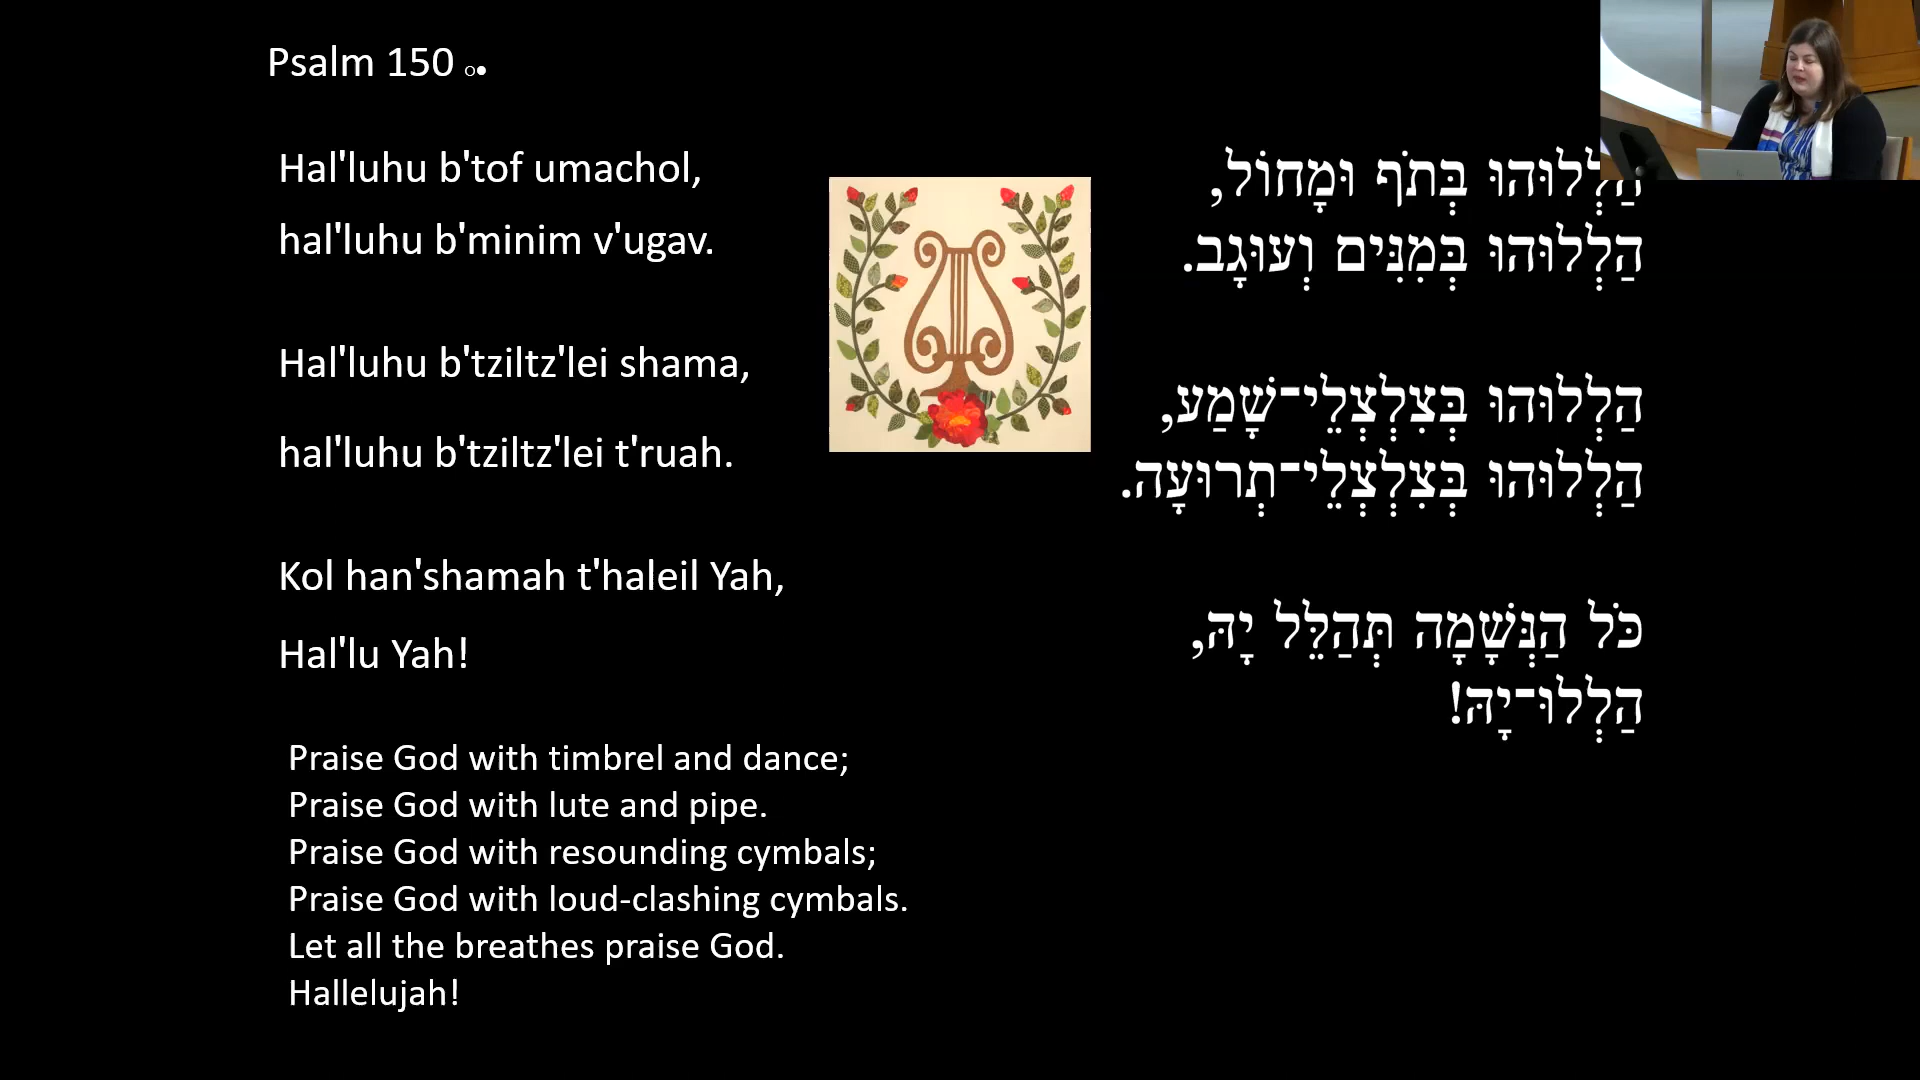 Psalm 150 ○●
Hal'luhu b'tof umachol,
hal'luhu b'minim v'ugav.
Hal'luhu b'tziltz'lei shama,
hal'luhu b'tziltz'lei t'ruah.
Kol han'shamah t'haleil Yah,
Hal'lu Yah!
Praise God with timbrel and dance;
Praise God with lute and pipe.
Praise God with resounding cymbals;
Praise God with loud-clashing cymbals.
Let all the breathes praise God.
Hallelujah!
הַלְלוּהוּ בְּתֹף וּמָחוֹל,
הַלְלוּהוּ בְּמִנִּים וְעוּגָב.
הַלְלוּהוּ בְּצִלְצְלֵי־שָׁמַע,
הַלְלוּהוּ בְּצִלְצְלֵי־תְרוּעָה.
כֹּל הַנְּשָׁמָה תְּהַלֵּל יָהּ,
הַלְלוּ־יָהּ!